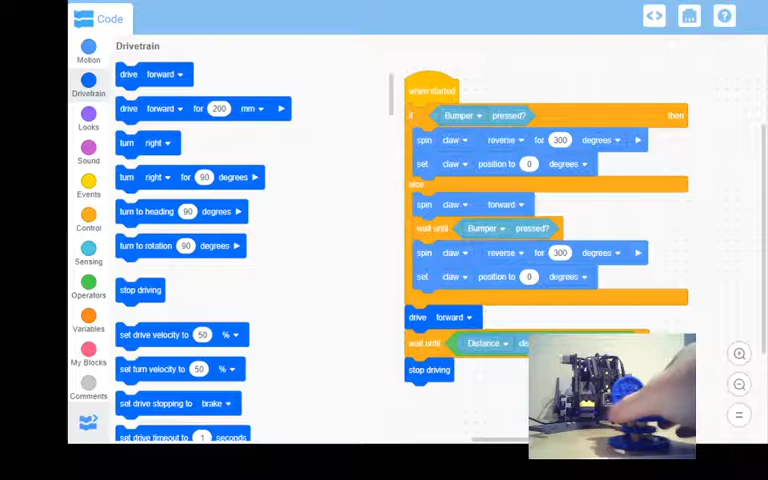 Code
Motion
Drivetrain
Looks
Sound
Events
Control
Sensing
Operators
Variables
My Blocks
Comments
Drivetrain
drive forward
drive forward for 200 mm
turn right
turn right for 90 degrees
turn to heading 90 degrees
turn to rotation 90 degrees
stop driving
set drive velocity to 50 %
set turn velocity to 50 %
set drive stopping to brake
set drive timeout to 1 seconds
when started
if Bumper pressed? then
spin claw reverse for 300 degrees
set claw position to 0 degrees
else
spin claw forward
wait until Bumper pressed?
spin claw reverse for 300 degrees
set claw position to 0 degrees
drive forward
wait until Distance
stop driving